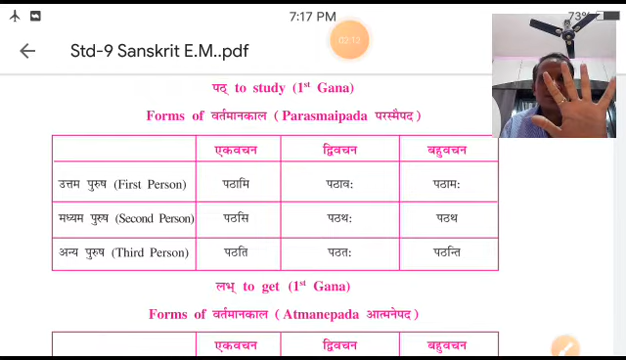 7:17 PM
73%
02:12
Std-9 Sanskrit E.M..pdf
पठ् to study (1st Gana)
Forms of वर्तमानकाल ( Parasmaipada परस्मैपद )
एकवचन द्विवचन बहुवचन
उत्तम पुरुष (First Person) पठामि पठावः पठामः
मध्यम पुरुष (Second Person) पठसि पठथः पठथ
अन्य पुरुष (Third Person) पठति पठतः पठन्ति
लभ् to get (1st Gana)
Forms of वर्तमानकाल ( Atmanepada आत्मनेपद )
एकवचन द्विवचन बहुवचन